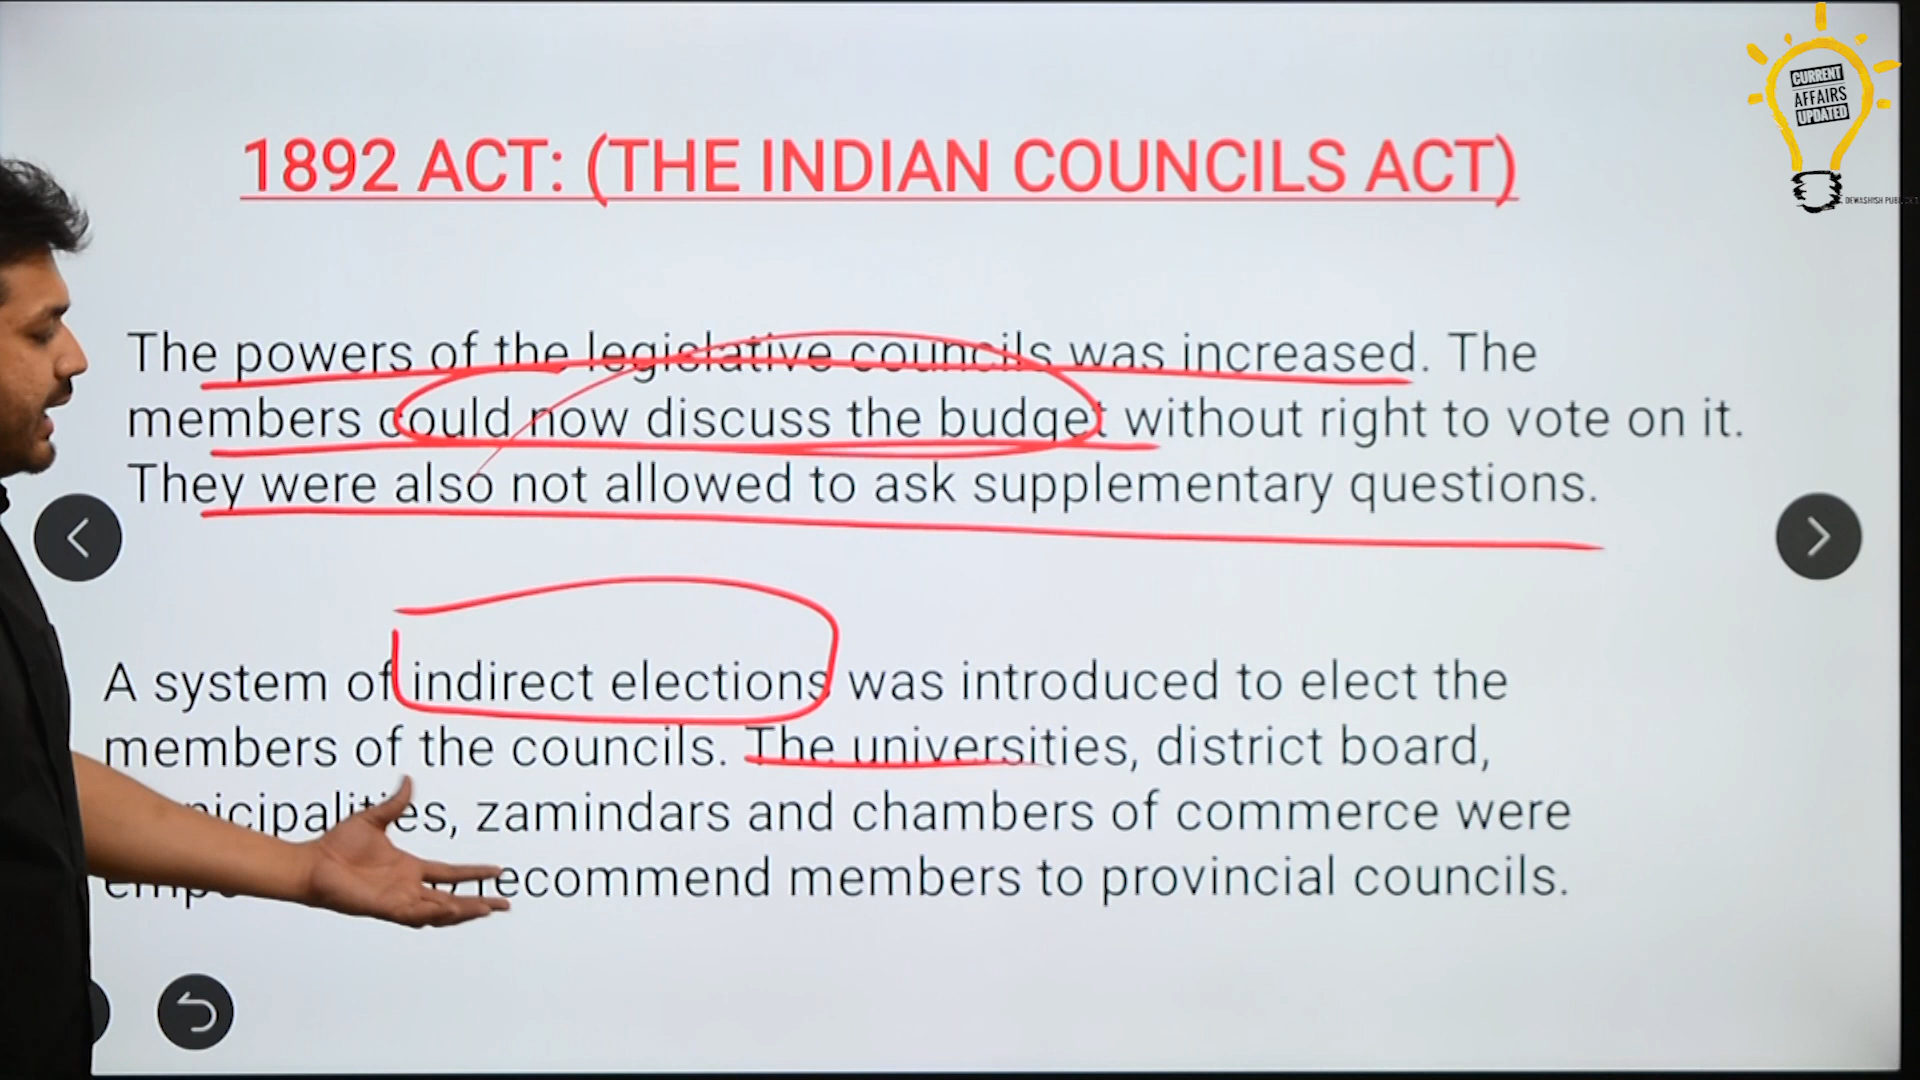 CURRENT
AFFAIRS
UPDATED
1892 ACT: (THE INDIAN COUNCILS ACT)
The powers of the legislative councils was increased. The
members could now discuss the budget without right to vote on it.
They were also not allowed to ask supplementary questions.
A system of indirect elections was introduced to elect the
members of the councils. The universities, district board,
zamindars and chambers of commerce were
recommend members to provincial councils.